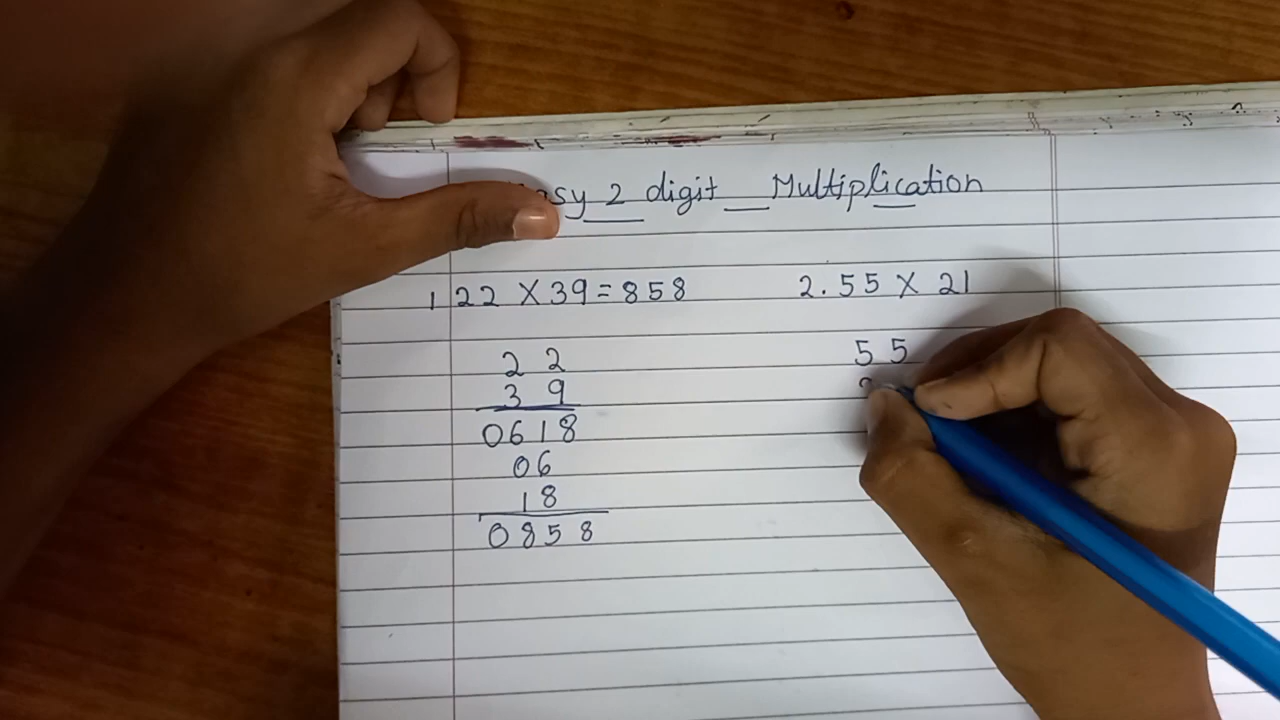 2 digit Multiplication
1 22 X 39 = 858
2 2
3 9
0618
06
18
0858
2. 55 X 21
5 5